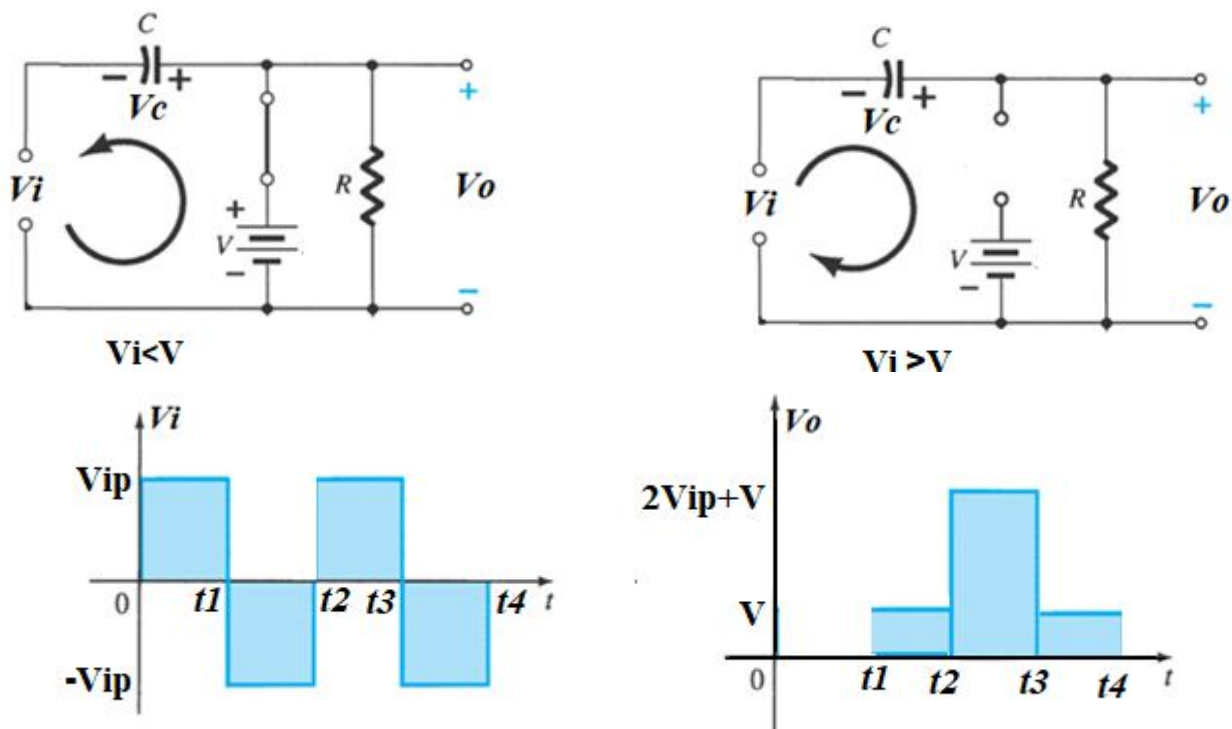 C
C
- +
- +
Vc
Vc
+
+
Vi
R
Vo
Vi
R
Vo
+
V
-
V
-
-
-
Vi<V
Vi >V
Vi
Vo
Vip
2Vip+V
0
t1
t2
t3
t4
t
V
-Vip
0
t1
t2
t3
t4
t